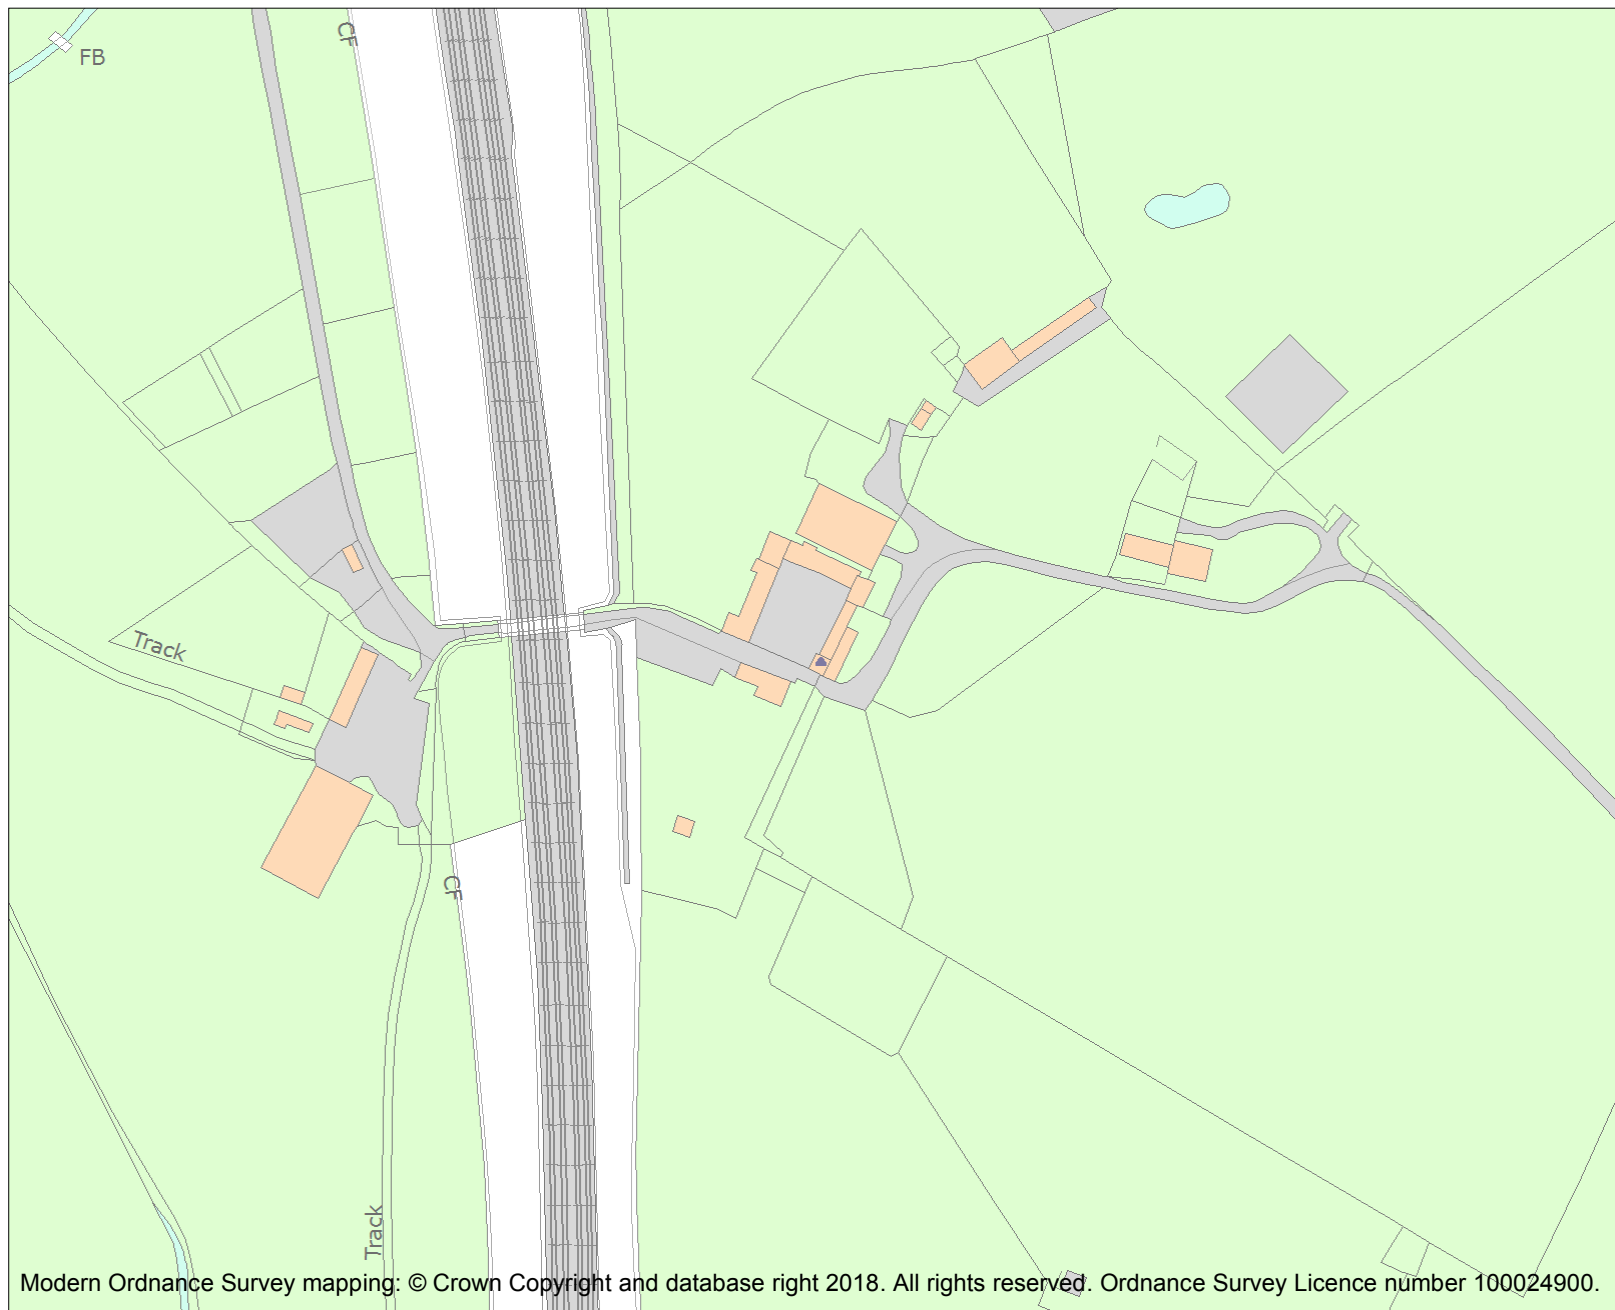 CF
FB
Track
CF
Track
Modern Ordnance Survey mapping: © Crown Copyright and database right 2018. All rights reserved. Ordnance Survey Licence number 100024900.